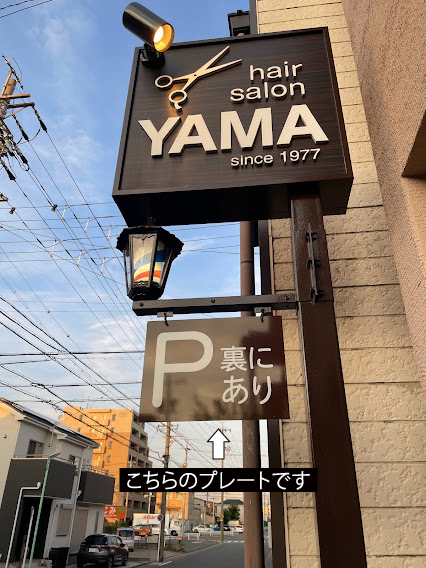 hair
salon
YAMA
since 1977
P 裏に
あり
こちらのプレートです